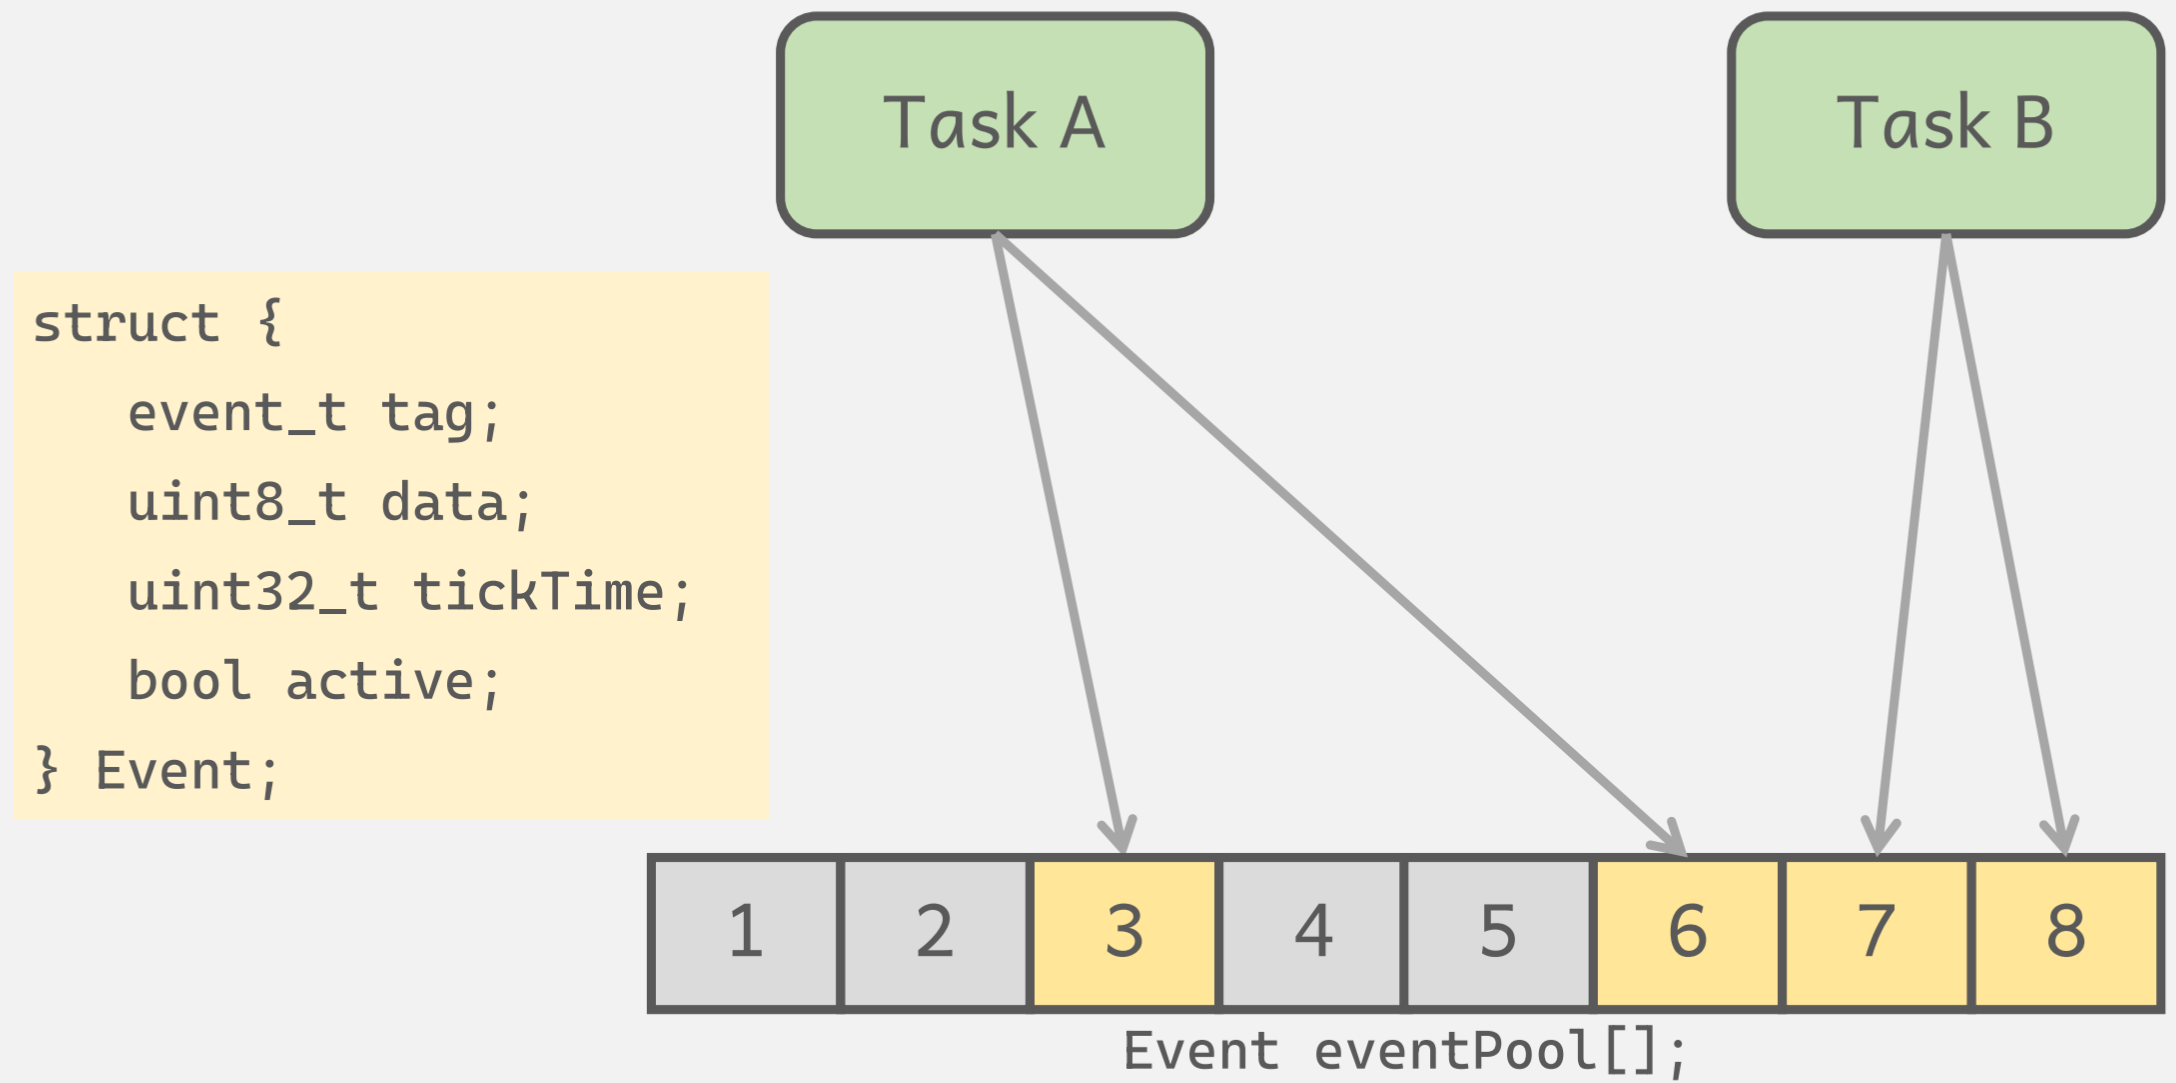 Task A
Task B
struct {
event_t tag;
uint8_t data;
uint32_t tickTime;
bool active;
} Event;
1 2 3 4 5 6 7 8
Event eventPool[];